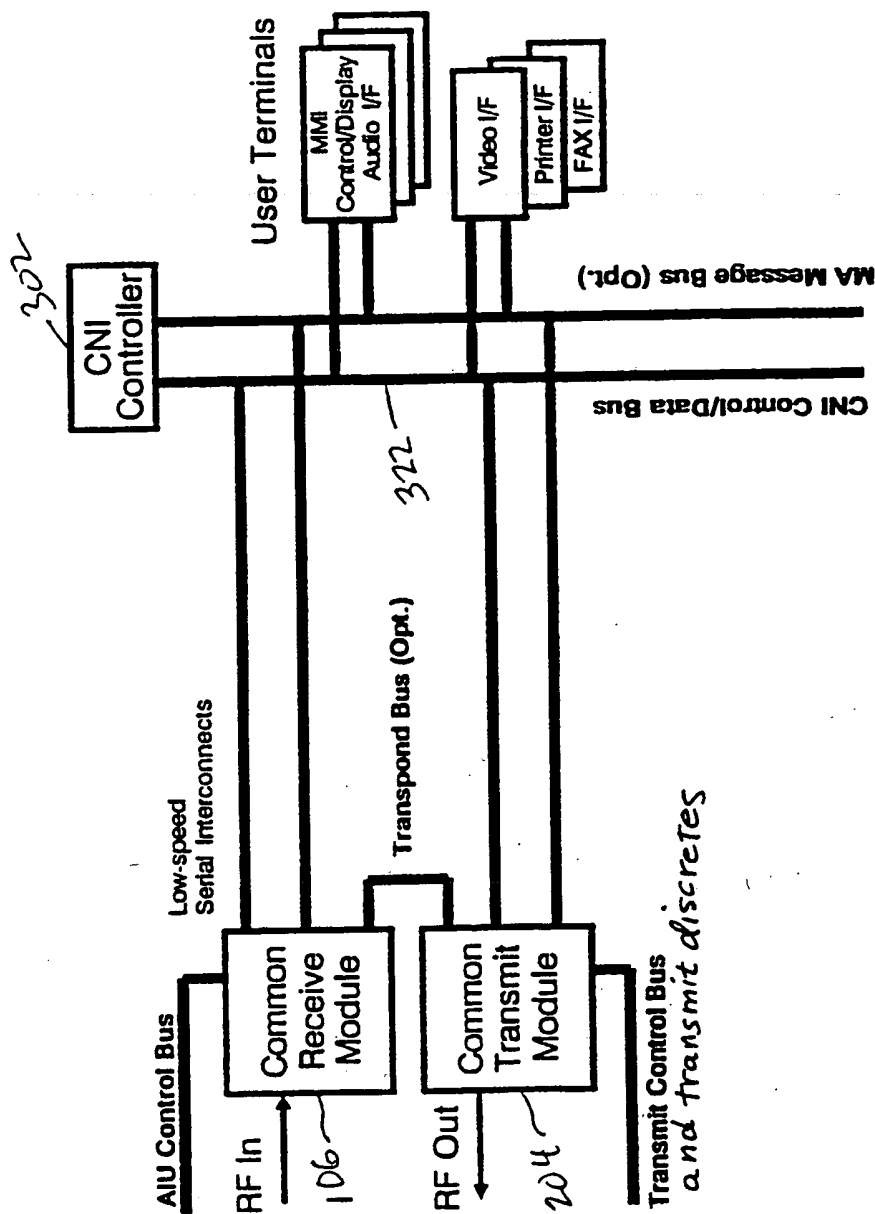 AIU Control Bus
RF In
106
Common
Receive
Module
Low-speed
Serial Interconnects
Transpond Bus (Opt.)
RF Out
204
Common
Transmit
Module
Transmit Control Bus
and transmit discretes
302
CNI
Controller
322
CNI Control/Data Bus
MA Message Bus (Opt.)
User Terminals
MMI
Control/Display
Audio I/F
Video I/F
Printer I/F
FAX I/F